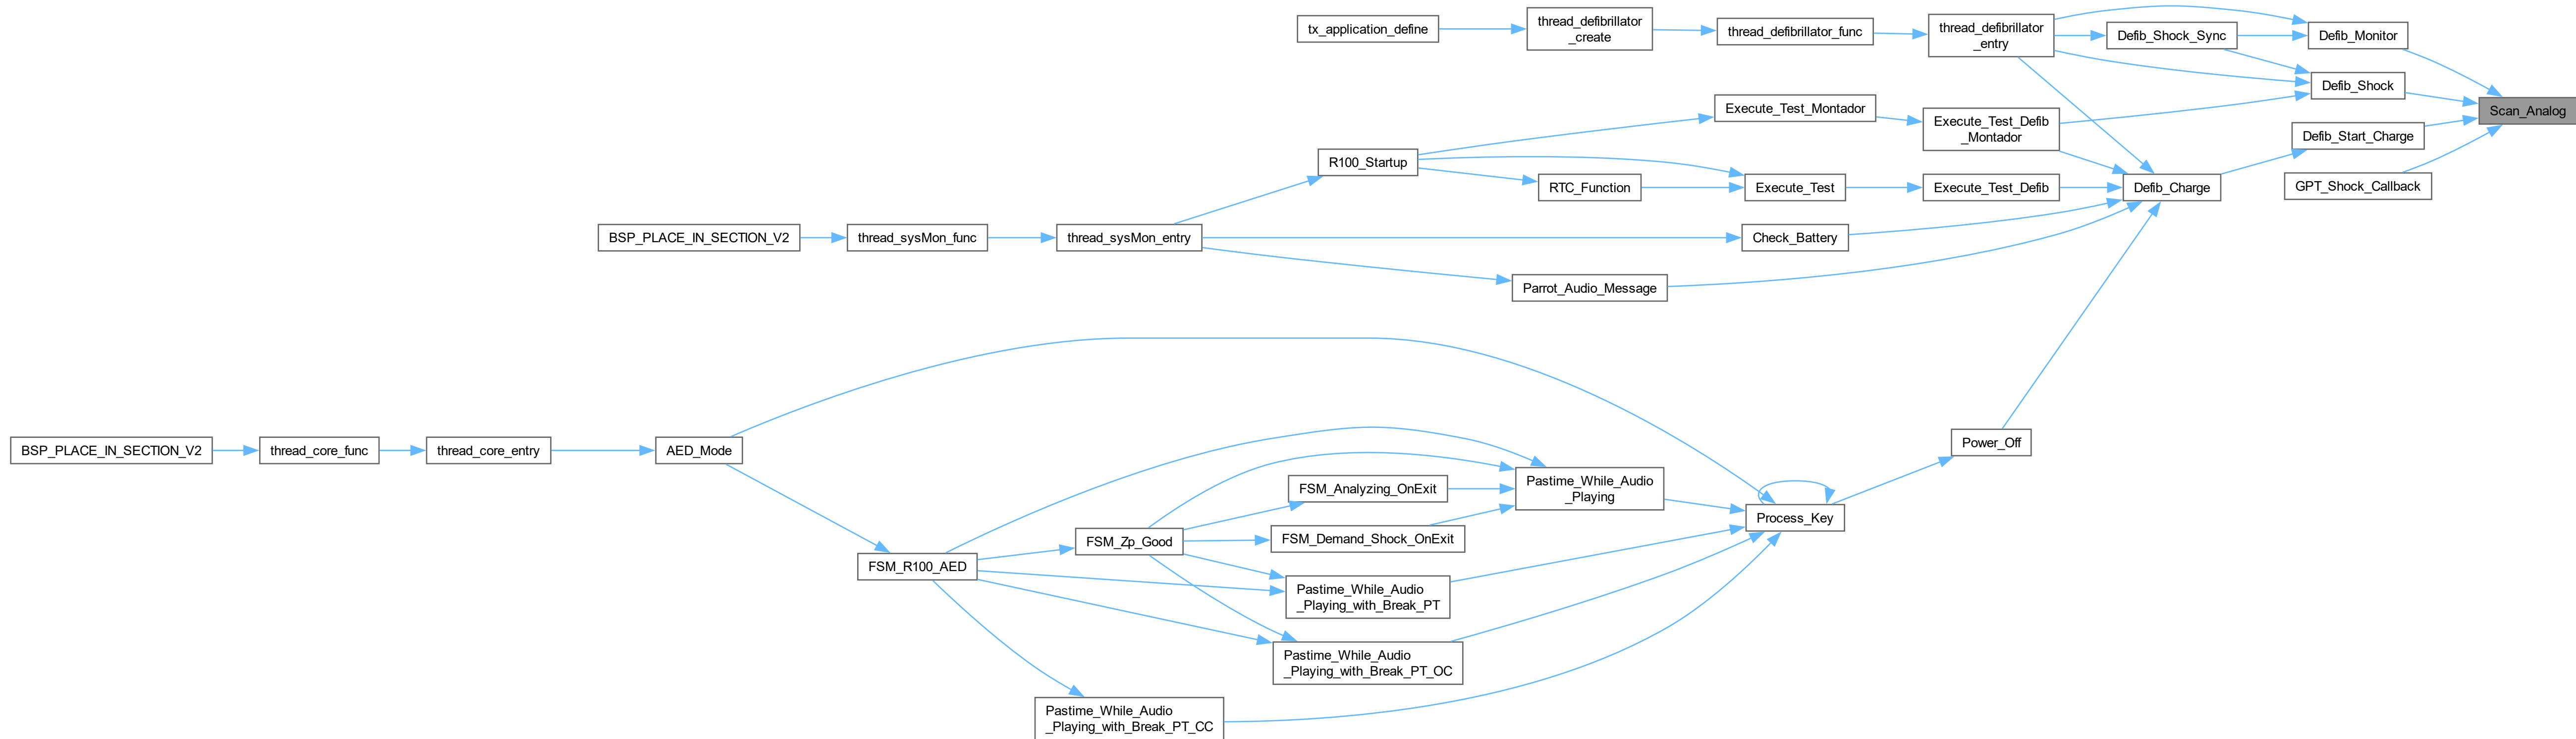 tx_application_define
thread_defibrillator
_create
thread_defibrillator_func
thread_defibrillator
_entry
Defib_Shock_Sync
Defib_Monitor
Defib_Shock
Scan_Analog
Execute_Test_Montador
Execute_Test_Defib
_Montador
Defib_Start_Charge
R100_Startup
RTC_Function
Execute_Test
Execute_Test_Defib
Defib_Charge
GPT_Shock_Callback
BSP_PLACE_IN_SECTION_V2
thread_sysMon_func
thread_sysMon_entry
Check_Battery
Parrot_Audio_Message
BSP_PLACE_IN_SECTION_V2
thread_core_func
thread_core_entry
AED_Mode
Power_Off
FSM_Analyzing_OnExit
Pastime_While_Audio
_Playing
Process_Key
FSM_Zp_Good
FSM_Demand_Shock_OnExit
FSM_R100_AED
Pastime_While_Audio
_Playing_with_Break_PT
Pastime_While_Audio
_Playing_with_Break_PT_OC
Pastime_While_Audio
_Playing_with_Break_PT_CC